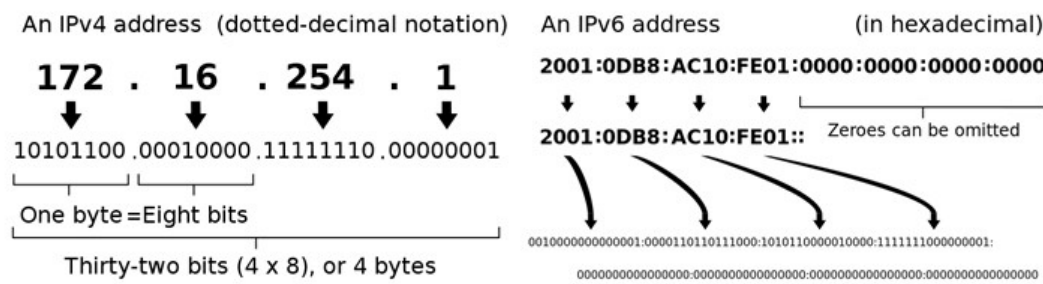 An IPv4 address (dotted-decimal notation)
172 . 16 . 254 . 1
10101100 .00010000 .11111110 .00000001
One byte =Eight bits
Thirty-two bits (4 x 8), or 4 bytes
An IPv6 address (in hexadecimal)
2001:0DB8:AC10:FE01:0000:0000:0000:0000
Zeroes can be omitted
2001:0DB8:AC10:FE01::
0010000000000001:0000110110111000:1010110000010000:1111111000000001:
0000000000000000:0000000000000000:0000000000000000:0000000000000000